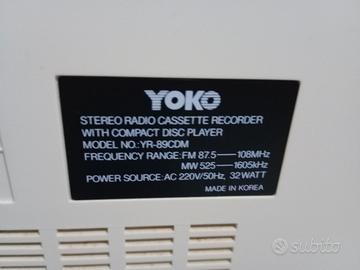 YOKO
STEREO RADIO CASSETTE RECORDER
WITH COMPACT DISC PLAYER
MODEL NO.: YR-89CDM
FREQUENCY RANGE: FM 87.5——108MHz
MW 525——1605kHz
POWER SOURCE: AC 220V/50Hz, 32WATT
MADE IN KOREA
subito